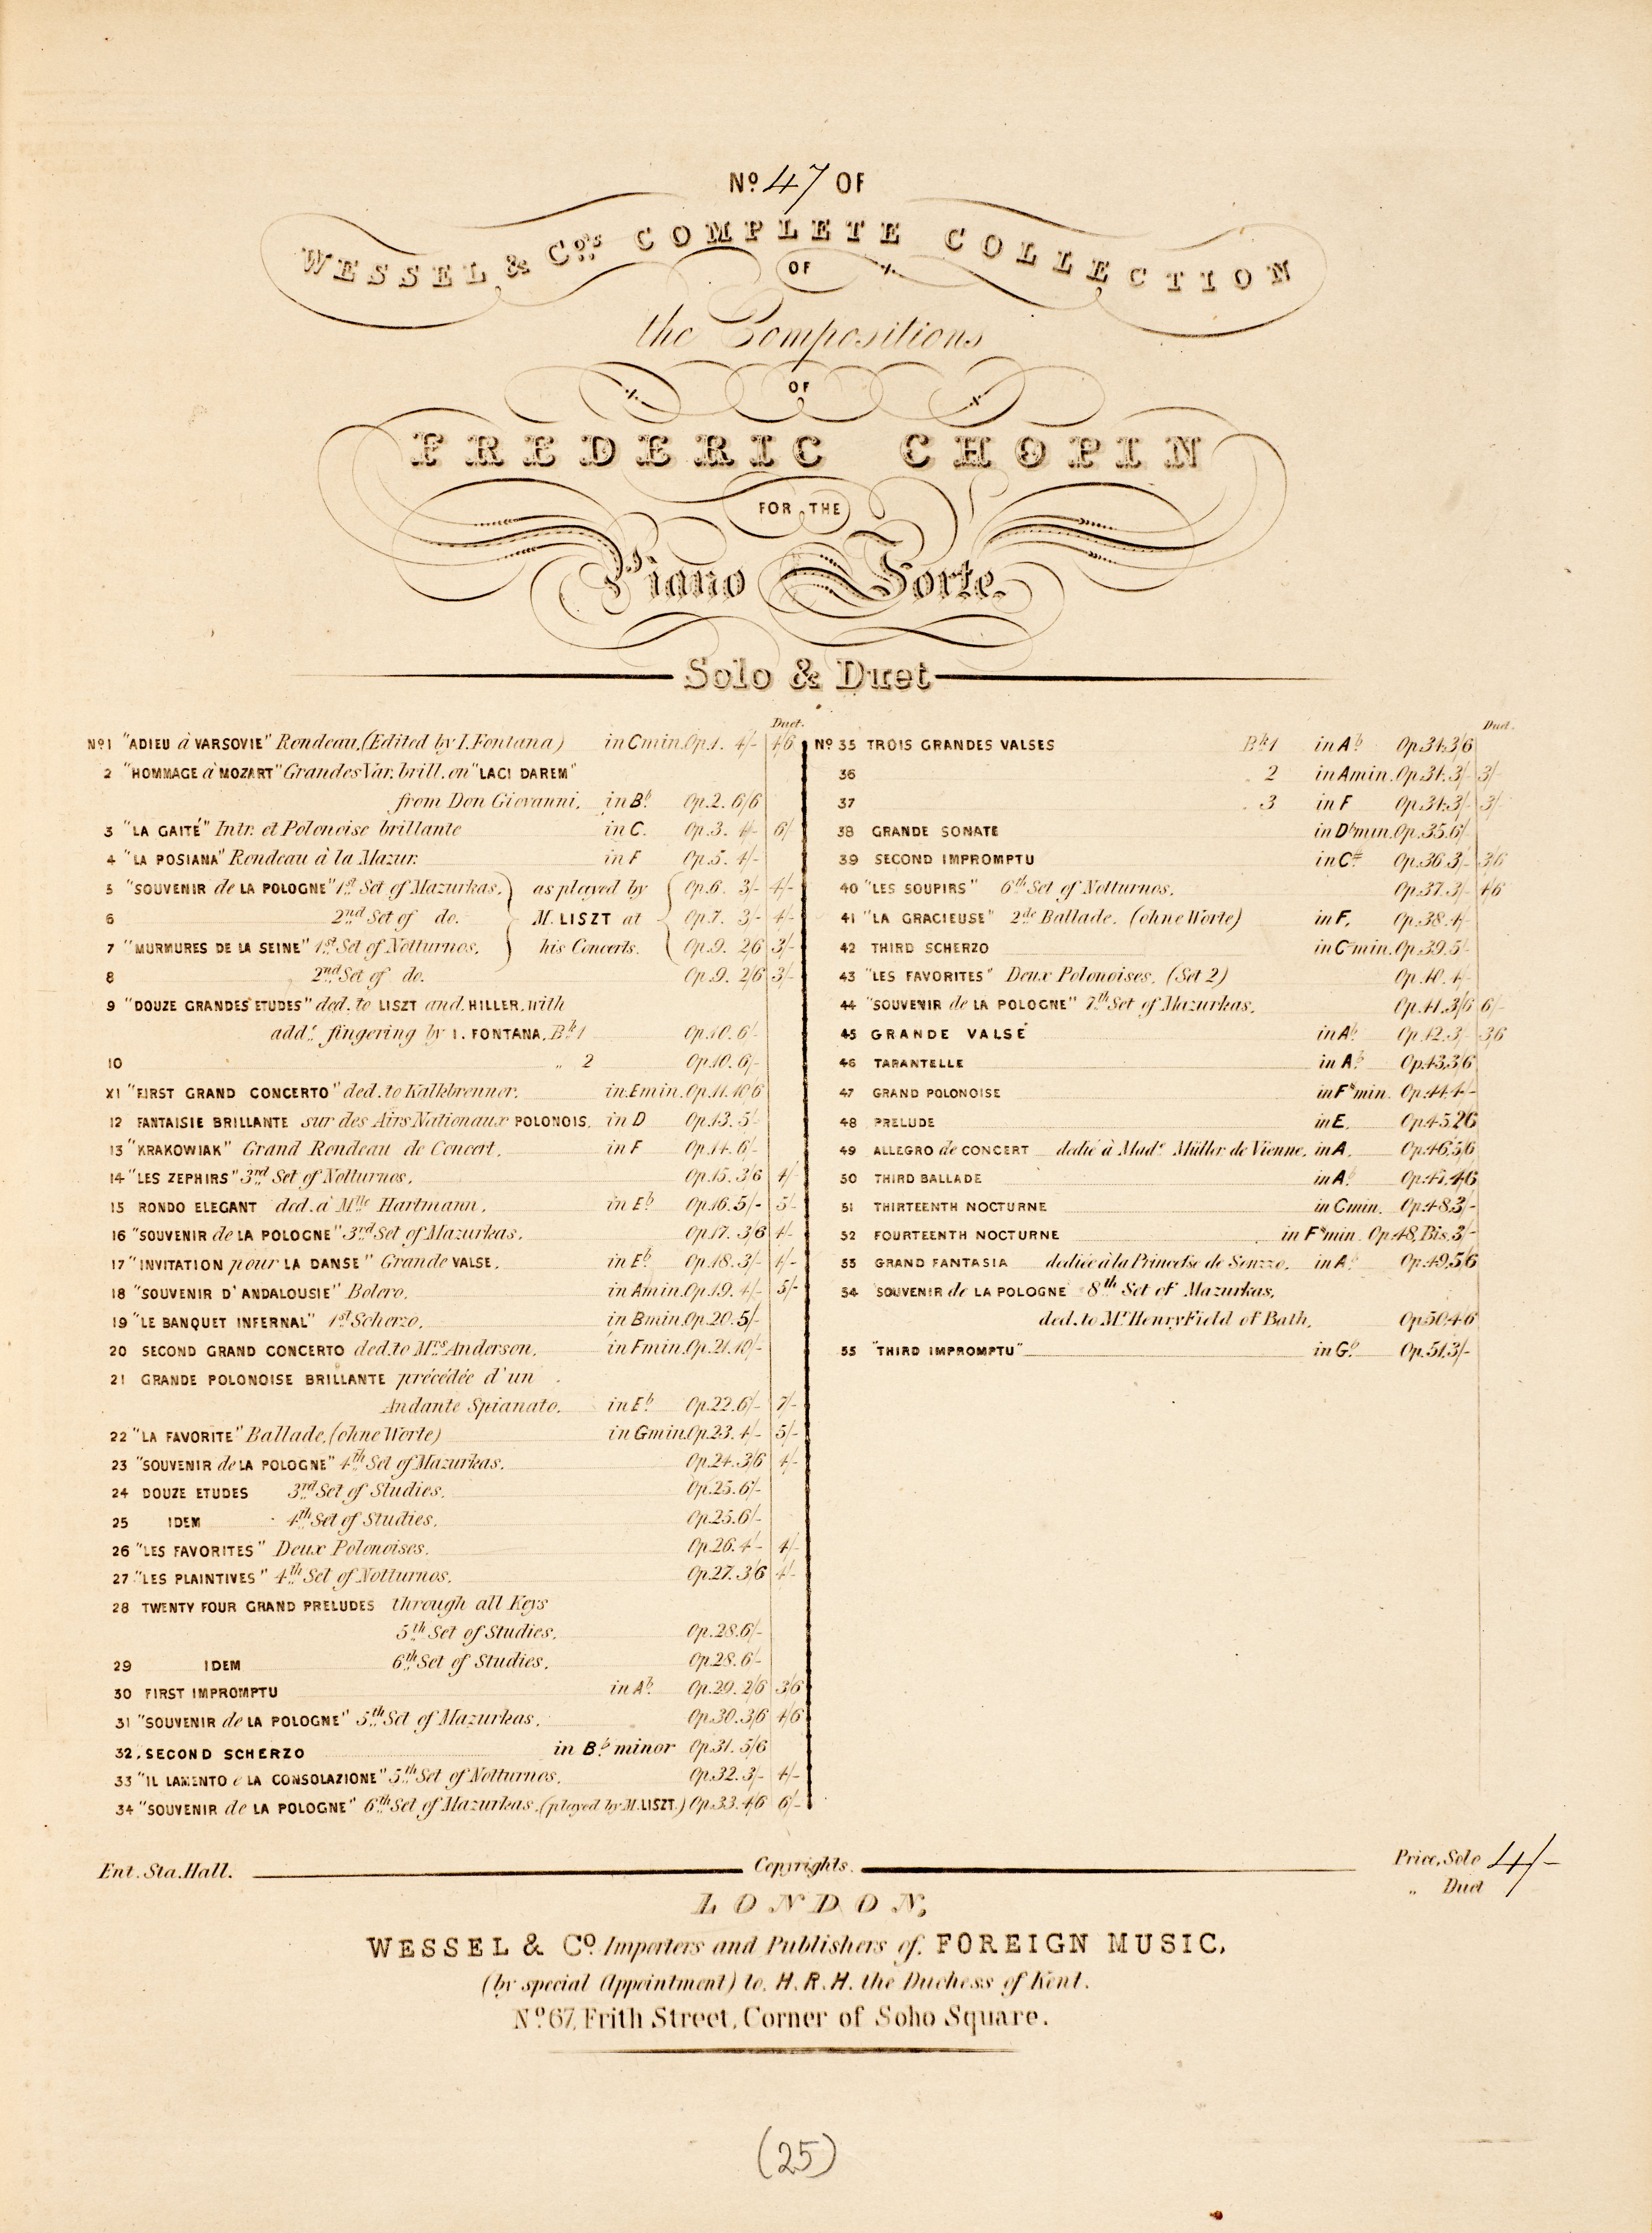 Nº 47 OF
WESSEL & Co's COMPLETE COLLECTION
OF
the Compositions
OF
FREDERIC CHOPIN
FOR THE
Piano Forte.
Solo & Duet
Duet.
Nº 1 "ADIEU à VARSOVIE" Rondeau, (Edited by I. Fontana) in C min. Op. 1. 4/- 4/6
2 "HOMMAGE à MOZART" Grandes Var. brill. on "LA CI DAREM"
from Don Giovanni. in B♭ Op. 2. 6/6
3 "LA GAITÉ" Intr. et Polonoise brillante in C. Op. 3. 4/- 6/-
4 "LA POSIANA" Rondeau à la Mazur. in F Op. 5. 4/-
5 "SOUVENIR de LA POLOGNE" 1st Set of Mazurkas. as played by Op. 6. 3/- 4/-
6 2nd Set of do. M. LISZT at Op. 7. 3/- 4/-
7 "MURMURES DE LA SEINE" 1st Set of Notturnos. his Concerts. Op. 9. 2/6 3/-
8 2nd Set of do. Op. 9. 2/6 3/-
9 "DOUZE GRANDES ETUDES" ded. to LISZT and HILLER, with
addl. fingering by I. FONTANA, Bk 1 Op. 10. 6/-
10 " 2 Op. 10. 6/-
XI "FIRST GRAND CONCERTO" ded. to Kalkbrenner. in E min. Op. 11. 10/6
12 FANTAISIE BRILLANTE sur des Airs Nationaux POLONOIS. in D Op. 13. 5/-
13 "KRAKOWIAK" Grand Rondeau de Concert. in F Op. 14. 6/-
14 "LES ZEPHIRS" 3rd Set of Notturnos. Op. 15. 3/6 4/-
15 RONDO ELEGANT ded. à Mlle Hartmann. in E♭ Op. 16. 5/- 5/-
16 "SOUVENIR de LA POLOGNE" 3rd Set of Mazurkas. Op. 17. 3/6 4/-
17 "INVITATION pour LA DANSE" Grande VALSE. in E♭ Op. 18. 3/- 4/-
18 "SOUVENIR D'ANDALOUSIE" Bolero. in A min. Op. 19. 4/- 5/-
19 "LE BANQUET INFERNAL" 1st Scherzo. in B min. Op. 20. 5/-
20 SECOND GRAND CONCERTO ded. to Mrs Anderson. in F min. Op. 21. 10/-
21 GRANDE POLONOISE BRILLANTE précédée d'un
Andante Spianato. in E♭ Op. 22. 6/- 7/-
22 "LA FAVORITE" Ballade, (ohne Worte) in G min. Op. 23. 4/- 5/-
23 "SOUVENIR de LA POLOGNE" 4th Set of Mazurkas. Op. 24. 3/6 4/-
24 DOUZE ETUDES 3rd Set of Studies. Op. 25. 6/-
25 IDEM 4th Set of Studies. Op. 25. 6/-
26 "LES FAVORITES" Deux Polonoises. Op. 26. 4/- 4/-
27 "LES PLAINTIVES" 4th Set of Notturnos. Op. 27. 3/6 4/-
28 TWENTY FOUR GRAND PRELUDES through all Keys
5th Set of Studies. Op. 28. 6/-
29 IDEM 6th Set of Studies. Op. 28. 6/-
30 FIRST IMPROMPTU in A♭ Op. 29. 2/6 3/6
31 "SOUVENIR de LA POLOGNE" 5th Set of Mazurkas. Op. 30. 3/6 4/6
32. SECOND SCHERZO in B♭ minor Op. 31. 5/6
33 "IL LAMENTO e LA CONSOLAZIONE" 5th Set of Notturnos. Op. 32. 3/- 4/-
34 "SOUVENIR de LA POLOGNE" 6th Set of Mazurkas. (played by M. LISZT.) Op. 33. 4/6 6/-
Duet.
Nº 35 TROIS GRANDES VALSES Bk 1 in A♭ Op. 34. 3/6
36 2 in A min. Op. 34. 3/- 3/-
37 3 in F Op. 34. 3/- 3/-
38 GRANDE SONATE in D♭ min. Op. 35. 6/-
39 SECOND IMPROMPTU in C♯ Op. 36 3/- 3/6
40 "LES SOUPIRS" 6th Set of Notturnos. Op. 37. 3/- 4/6
41 "LA GRACIEUSE" 2de Ballade. (ohne Worte) in F. Op. 38. 4/-
42 THIRD SCHERZO in C♯ min. Op. 39. 5/-
43 "LES FAVORITES" Deux Polonoises. (Set 2) Op. 40. 4/-
44 "SOUVENIR de LA POLOGNE" 7th Set of Mazurkas. Op. 41. 3/6 6/-
45 GRANDE VALSE in A♭ Op. 42. 3/- 3/6
46 TARANTELLE in A♭ Op. 43. 3/6
47 GRAND POLONOISE in F♯ min. Op. 44. 4/-
48 PRELUDE in E. Op. 45. 2/6
49 ALLEGRO de CONCERT dedié à Made Müller de Vienne. in A. Op. 46. 5/6
50 THIRD BALLADE in A♭ Op. 47. 4/6
51 THIRTEENTH NOCTURNE in C min. Op. 48. 3/-
52 FOURTEENTH NOCTURNE in F♯ min. Op. 48, Bis. 3/-
53 GRAND FANTASIA dediée à la Princesse de Souzzo. in A♭ Op. 49. 5/6
54 SOUVENIR de LA POLOGNE 8th Set of Mazurkas,
ded. to Mr Henry Field of Bath. Op. 50. 4/6
55 "THIRD IMPROMPTU" in G♭ Op. 51. 3/-
Ent. Sta. Hall. Copyrights. Price, Solo 4/-
" Duet
LONDON,
WESSEL & Co. Importers and Publishers of FOREIGN MUSIC,
(by special Appointment) to H.R.H. the Duchess of Kent.
Nº 67, Frith Street, Corner of Soho Square.
(25)